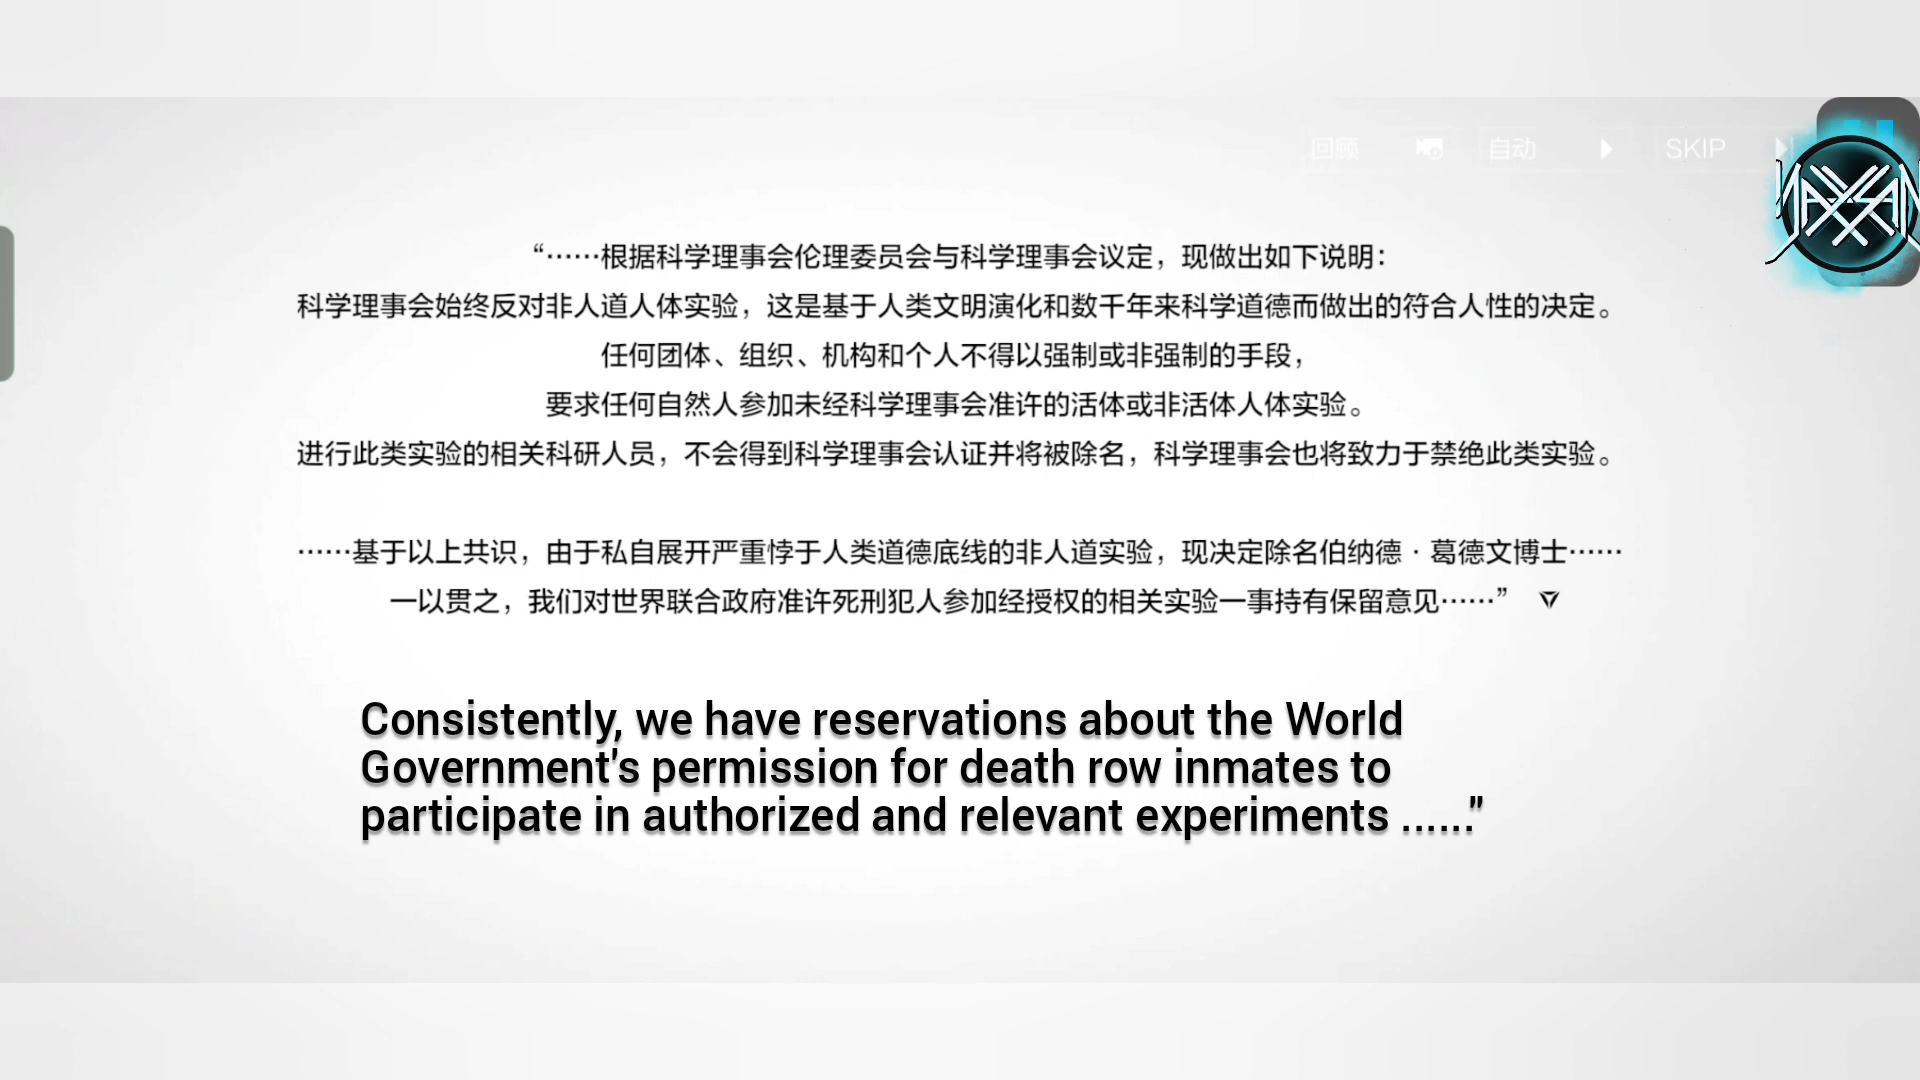 回顾 自动 SKIP
“……根据科学理事会伦理委员会与科学理事会议定，现做出如下说明：
科学理事会始终反对非人道人体实验，这是基于人类文明演化和数千年来科学道德而做出的符合人性的决定。
任何团体、组织、机构和个人不得以强制或非强制的手段，
要求任何自然人参加未经科学理事会准许的活体或非活体人体实验。
进行此类实验的相关科研人员，不会得到科学理事会认证并将被除名，科学理事会也将致力于禁绝此类实验。
……基于以上共识，由于私自展开严重悖于人类道德底线的非人道实验，现决定除名伯纳德·葛德文博士……
一以贯之，我们对世界联合政府准许死刑犯人参加经授权的相关实验一事持有保留意见……”
Consistently, we have reservations about the World
Government's permission for death row inmates to
participate in authorized and relevant experiments ......"